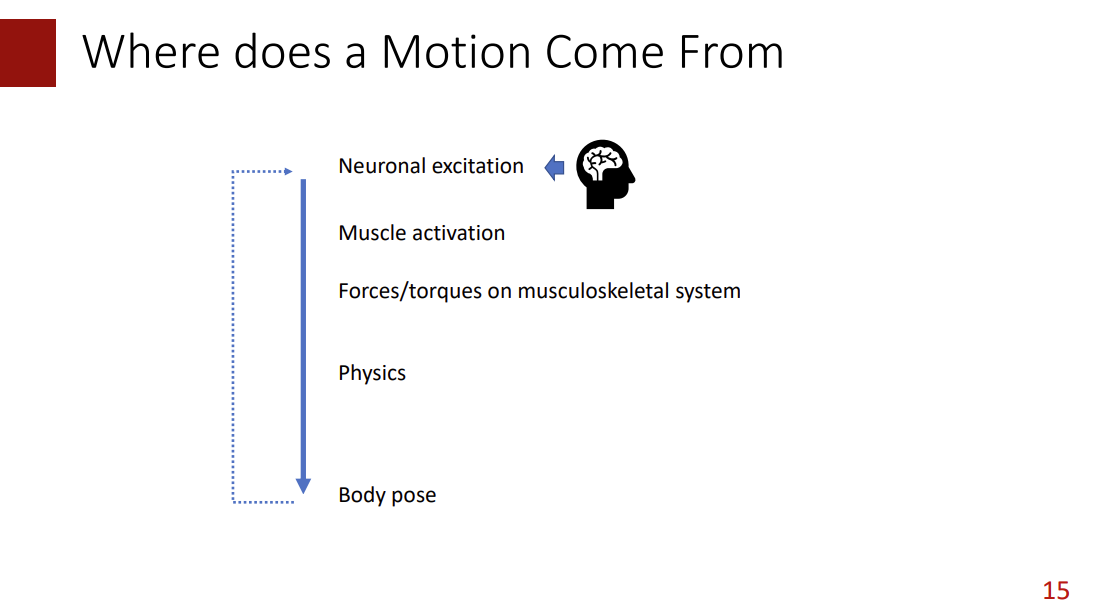 Where does a Motion Come From
Neuronal excitation
Muscle activation
Forces/torques on musculoskeletal system
Physics
Body pose
15